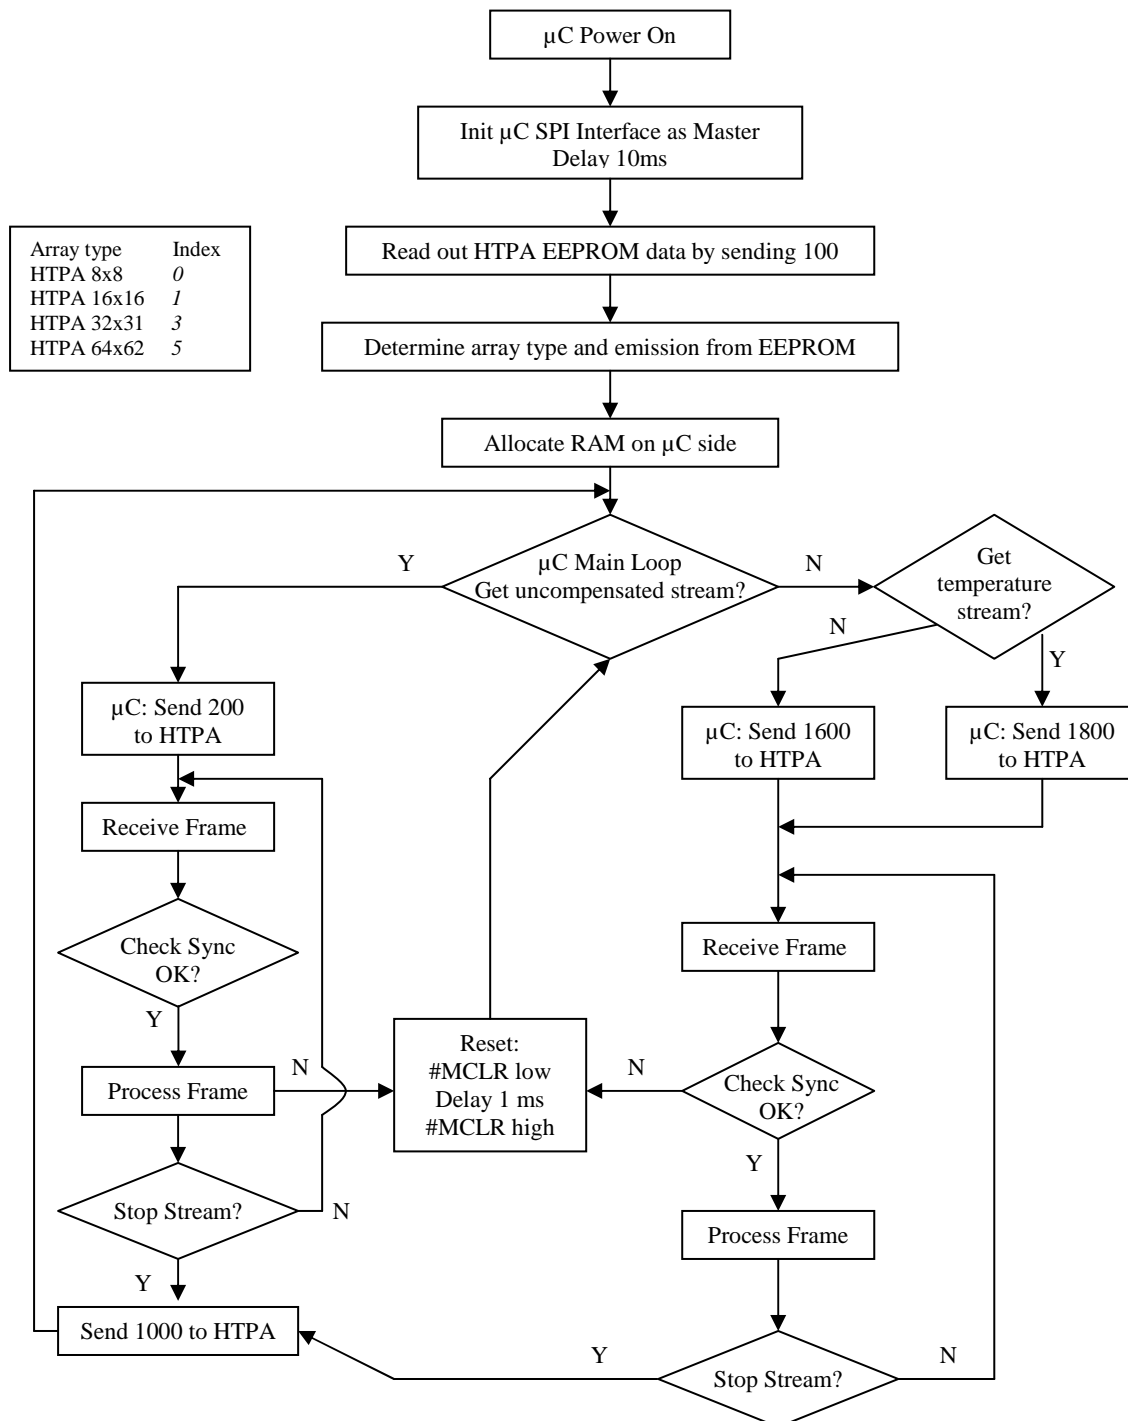 µC Power On
Init µC SPI Interface as Master
Delay 10ms
Array type Index
HTPA 8x8 0
HTPA 16x16 1
HTPA 32x31 3
HTPA 64x62 5
Read out HTPA EEPROM data by sending 100
Determine array type and emission from EEPROM
Allocate RAM on µC side
µC Main Loop
Get uncompensated stream?
Y
N
Get
temperature
stream?
N
Y
µC: Send 200
to HTPA
µC: Send 1600
to HTPA
µC: Send 1800
to HTPA
Receive Frame
Check Sync
OK?
Y
Process Frame
N
Stop Stream?
N
Y
Send 1000 to HTPA
Reset:
#MCLR low
Delay 1 ms
#MCLR high
Receive Frame
N
Check Sync
OK?
Y
Process Frame
Y
Stop Stream?
N